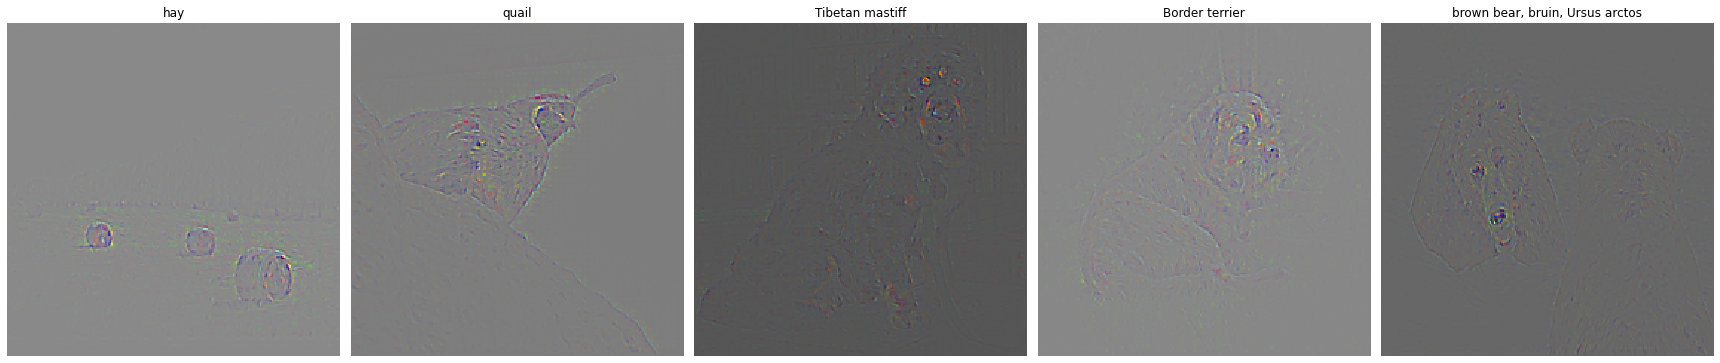 hay
quail
Tibetan mastiff
Border terrier
brown bear, bruin, Ursus arctos